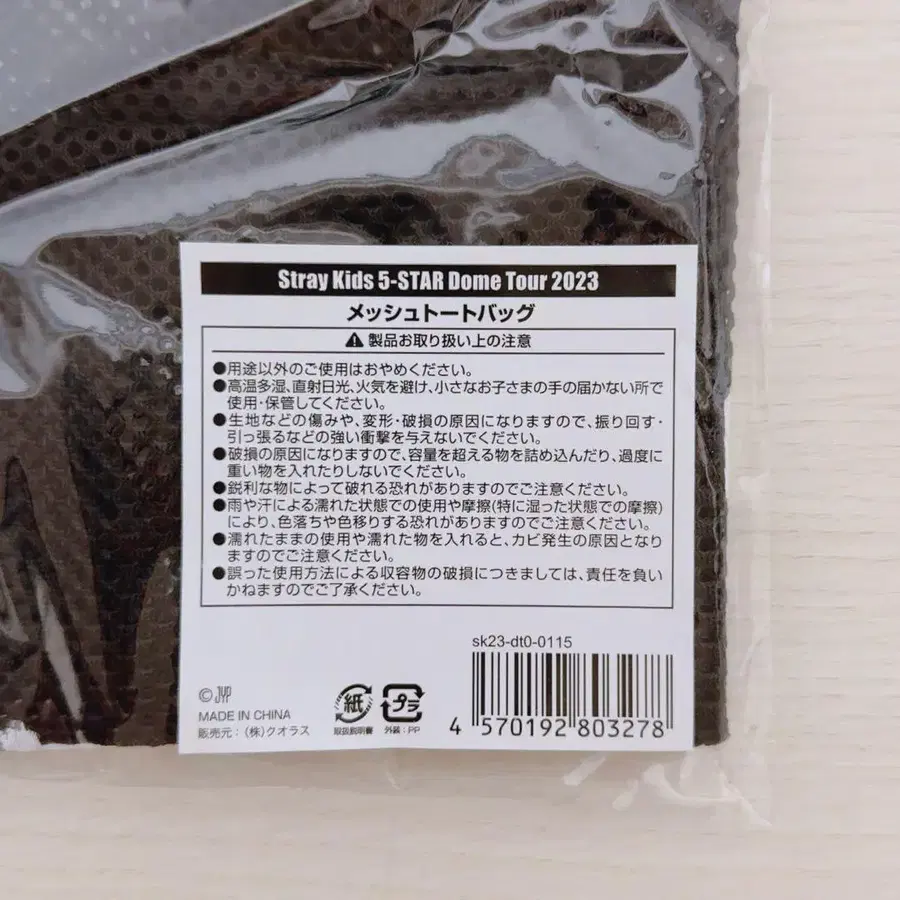 Stray Kids 5-STAR Dome Tour 2023
メッシュトートバッグ
⚠製品お取り扱い上の注意
●用途以外のご使用はおやめください。
●高温多湿、直射日光、火気を避け、小さなお子さまの手の届かない所で
使用・保管してください。
●生地などの傷みや、変形・破損の原因になりますので、振り回す・
引っ張るなどの強い衝撃を与えないでください。
●破損の原因になりますので、容量を超える物を詰め込んだり、過度に
重い物を入れたりしないでください。
●鋭利な物によって破れる恐れがありますのでご注意ください。
●雨や汗による濡れた状態での使用や摩擦(特に湿った状態での摩擦)
により、色落ちや色移りする恐れがありますのでご注意ください。
●濡れたままの使用や濡れた物を入れると、カビ発生の原因となり
ますのでご注意ください。
●誤った使用方法による収容物の破損につきましては、責任を負い
かねますのでご了承ください。
sk23-dt0-0115
©JYP
MADE IN CHINA
販売元:(株)クオラス
紙
取扱説明書
プラ
外装:PP
4 570192 803278